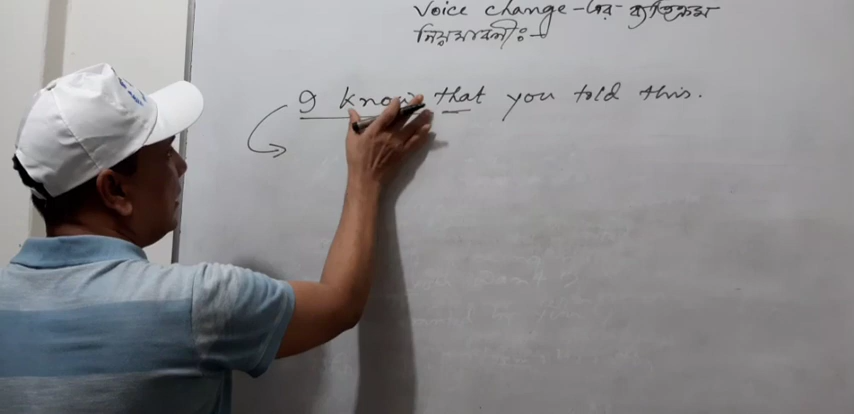 Voice change-এর ব্যতিক্রম
নিয়মাবলীঃ-
I know that you told this.